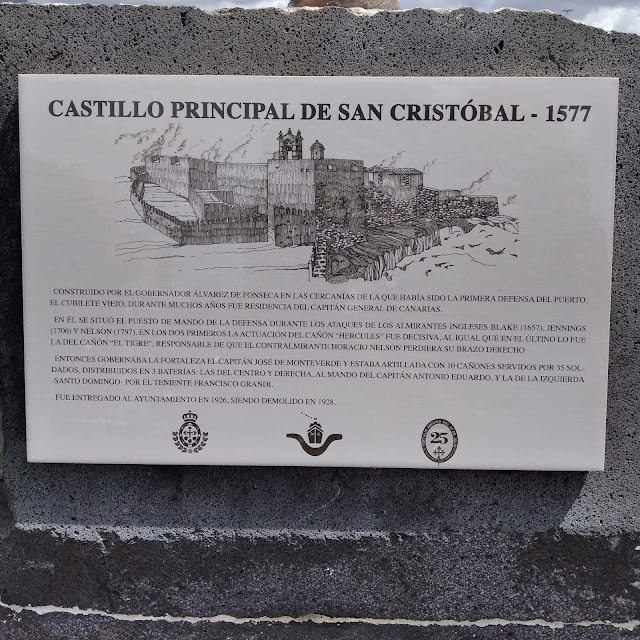 CASTILLO PRINCIPAL DE SAN CRISTÓBAL - 1577
CONSTRUIDO POR EL GOBERNADOR ÁLVAREZ DE FONSECA EN LAS CERCANÍAS DE LA QUE HABÍA SIDO LA PRIMERA DEFENSA DEL PUERTO,
EL CUBILETE VIEJO, DURANTE MUCHOS AÑOS FUE RESIDENCIA DEL CAPITÁN GENERAL DE CANARIAS.
EN ÉL SE SITUÓ EL PUESTO DE MANDO DE LA DEFENSA DURANTE LOS ATAQUES DE LOS ALMIRANTES INGLESES BLAKE (1657), JENNINGS
(1706) Y NELSON (1797). EN LOS DOS PRIMEROS LA ACTUACIÓN DEL CAÑÓN "HÉRCULES" FUE DECISIVA, AL IGUAL QUE EN EL ÚLTIMO LO FUE
LA DEL CAÑÓN "EL TIGRE", RESPONSABLE DE QUE EL CONTRALMIRANTE HORACIO NELSON PERDIERA SU BRAZO DERECHO
ENTONCES GOBERNABA LA FORTALEZA EL CAPITÁN JOSÉ DE MONTEVERDE Y ESTABA ARTILLADA CON 10 CAÑONES SERVIDOS POR 35 SOL-
DADOS, DISTRIBUIDOS EN 3 BATERÍAS: LAS DEL CENTRO Y DERECHA, AL MANDO DEL CAPITÁN ANTONIO EDUARDO, Y LA DE LA IZQUIERDA
-SANTO DOMINGO- POR EL TENIENTE FRANCISCO GRANDI.
FUE ENTREGADO AL AYUNTAMIENTO EN 1926, SIENDO DEMOLIDO EN 1928.
25